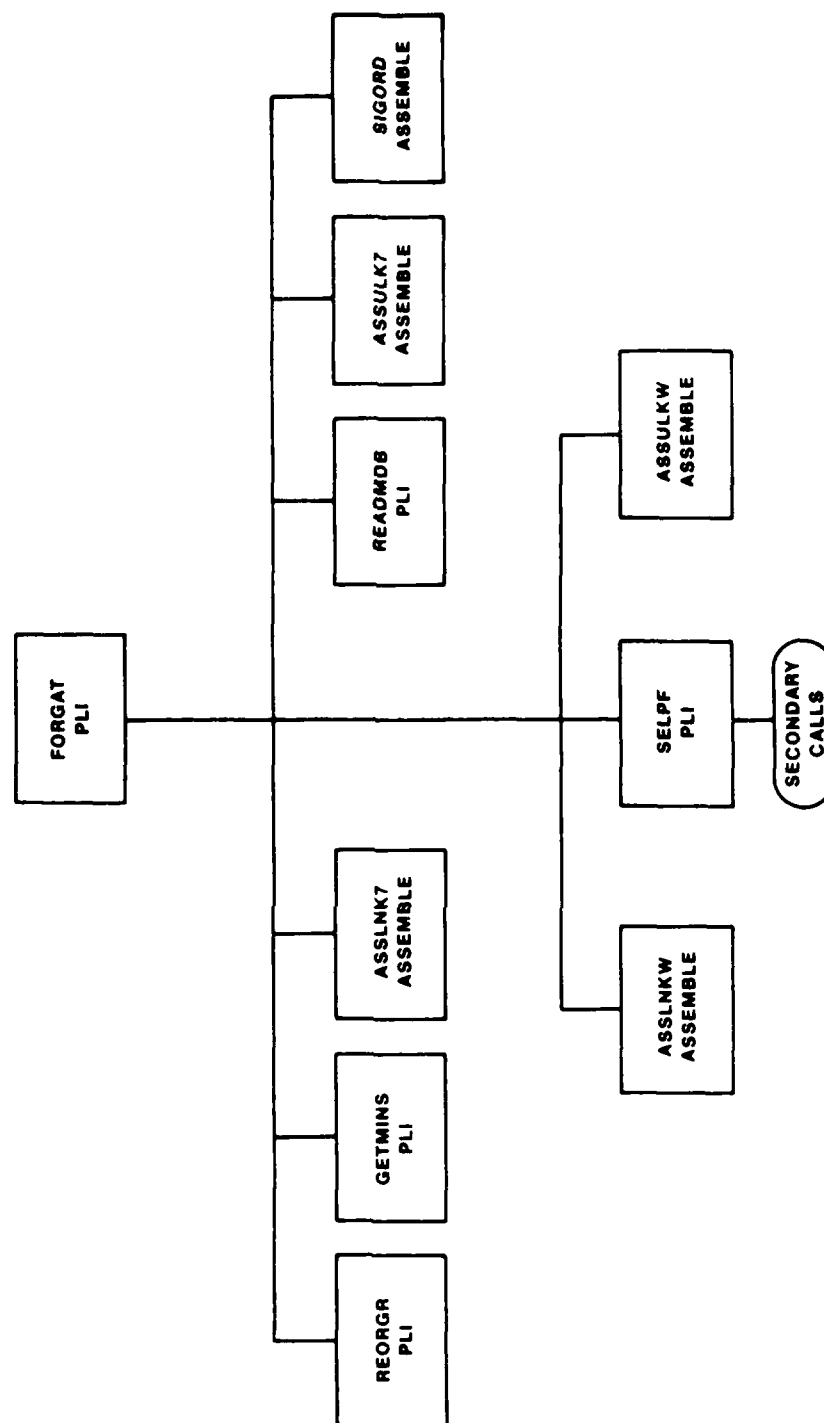 FORGAT
PLI
REORGR
PLI
GETMINS
PLI
ASSLNK7
ASSEMBLE
READMDB
PLI
ASSULK7
ASSEMBLE
SIGORD
ASSEMBLE
ASSLNKW
ASSEMBLE
SELPF
PLI
ASSULKW
ASSEMBLE
SECONDARY
CALLS